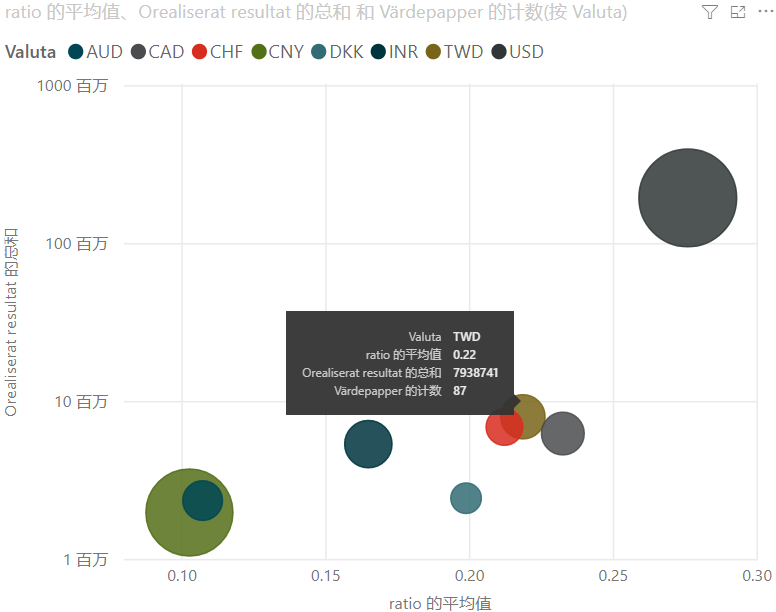 ratio 的平均值、Orealiserat resultat 的总和 和 Värdepapper 的计数(按 Valuta)
Valuta AUD CAD CHF CNY DKK INR TWD USD
1000 百万
100 百万
10 百万
1 百万
Orealiserat resultat 的总和
Valuta TWD
ratio 的平均值 0.22
Orealiserat resultat 的总和 7938741
Värdepapper 的计数 87
0.10 0.15 0.20 0.25 0.30
ratio 的平均值